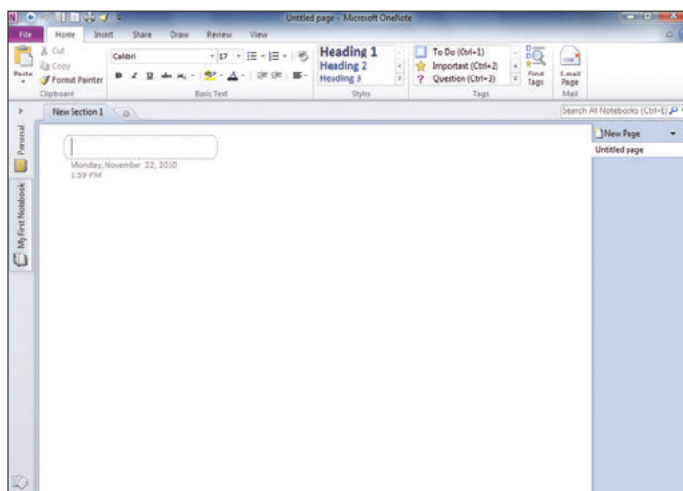 Untitled page - Microsoft OneNote
File Home Insert Share Draw Review View
Paste
Cut
Copy
Format Painter
Clipboard
Calibri 17
B I U abc
Basic Text
Heading 1
Heading 2
Heading 3
Styles
To Do (Ctrl+1)
Important (Ctrl+2)
Question (Ctrl+3)
Tags
Find
Tags
E-mail
Page
Mail
New Section 1
Search All Notebooks (Ctrl+E)
New Page
Untitled page
Personal
My First Notebook
Monday, November 22, 2010
1:59 PM